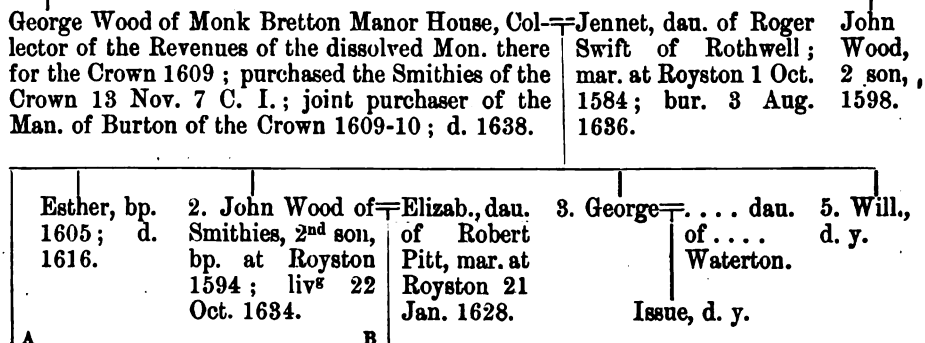 George Wood of Monk Bretton Manor House, Col-
lector of the Revenues of the dissolved Mon. there
for the Crown 1609 ; purchased the Smithies of the
Crown 13 Nov. 7 C. I. ; joint purchaser of the
Man. of Burton of the Crown 1609-10 ; d. 1638.
Jennet, dau. of Roger
Swift of Rothwell ;
mar. at Royston 1 Oct.
1584 ; bur. 3 Aug.
1636.
John
Wood,
2 son,
1598.
Esther, bp.
1605 ; d.
1616.
2. John Wood of
Smithies, 2nd son,
bp. at Royston
1594 ; livg 22
Oct. 1634.
Elizab., dau.
of Robert
Pitt, mar. at
Royston 21
Jan. 1628.
3. George
. . . . dau.
of . . . .
Waterton.
Issue, d. y.
5. Will.,
d. y.
A
B